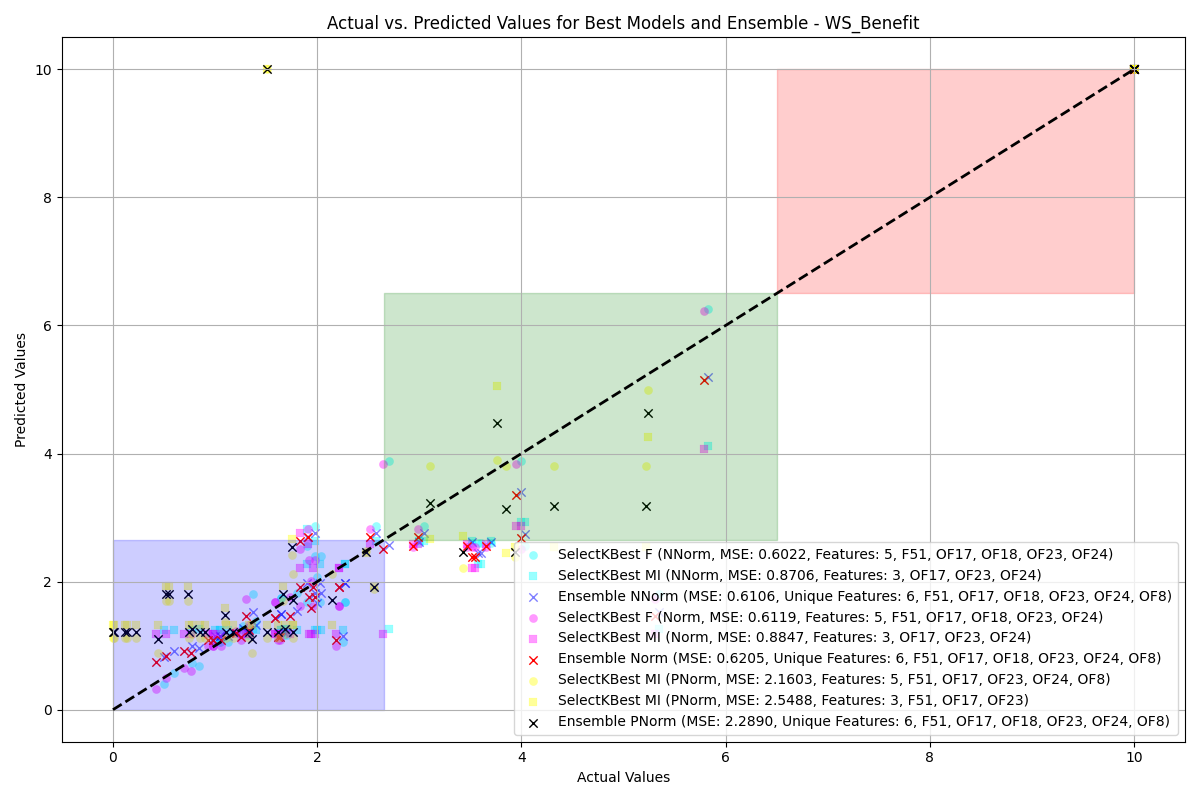 Actual vs. Predicted Values for Best Models and Ensemble - WS_Benefit
10
8
6
4
2
0
Predicted Values
SelectKBest F (NNorm, MSE: 0.6022, Features: 5, F51, OF17, OF18, OF23, OF24)
SelectKBest MI (NNorm, MSE: 0.8706, Features: 3, OF17, OF23, OF24)
Ensemble NNorm (MSE: 0.6106, Unique Features: 6, F51, OF17, OF18, OF23, OF24, OF8)
SelectKBest F (Norm, MSE: 0.6119, Features: 5, F51, OF17, OF18, OF23, OF24)
SelectKBest MI (Norm, MSE: 0.8847, Features: 3, OF17, OF23, OF24)
Ensemble Norm (MSE: 0.6205, Unique Features: 6, F51, OF17, OF18, OF23, OF24, OF8)
SelectKBest MI (PNorm, MSE: 2.1603, Features: 5, F51, OF17, OF23, OF24, OF8)
SelectKBest MI (PNorm, MSE: 2.5488, Features: 3, F51, OF17, OF23)
Ensemble PNorm (MSE: 2.2890, Unique Features: 6, F51, OF17, OF18, OF23, OF24, OF8)
0 2 4 6 8 10
Actual Values